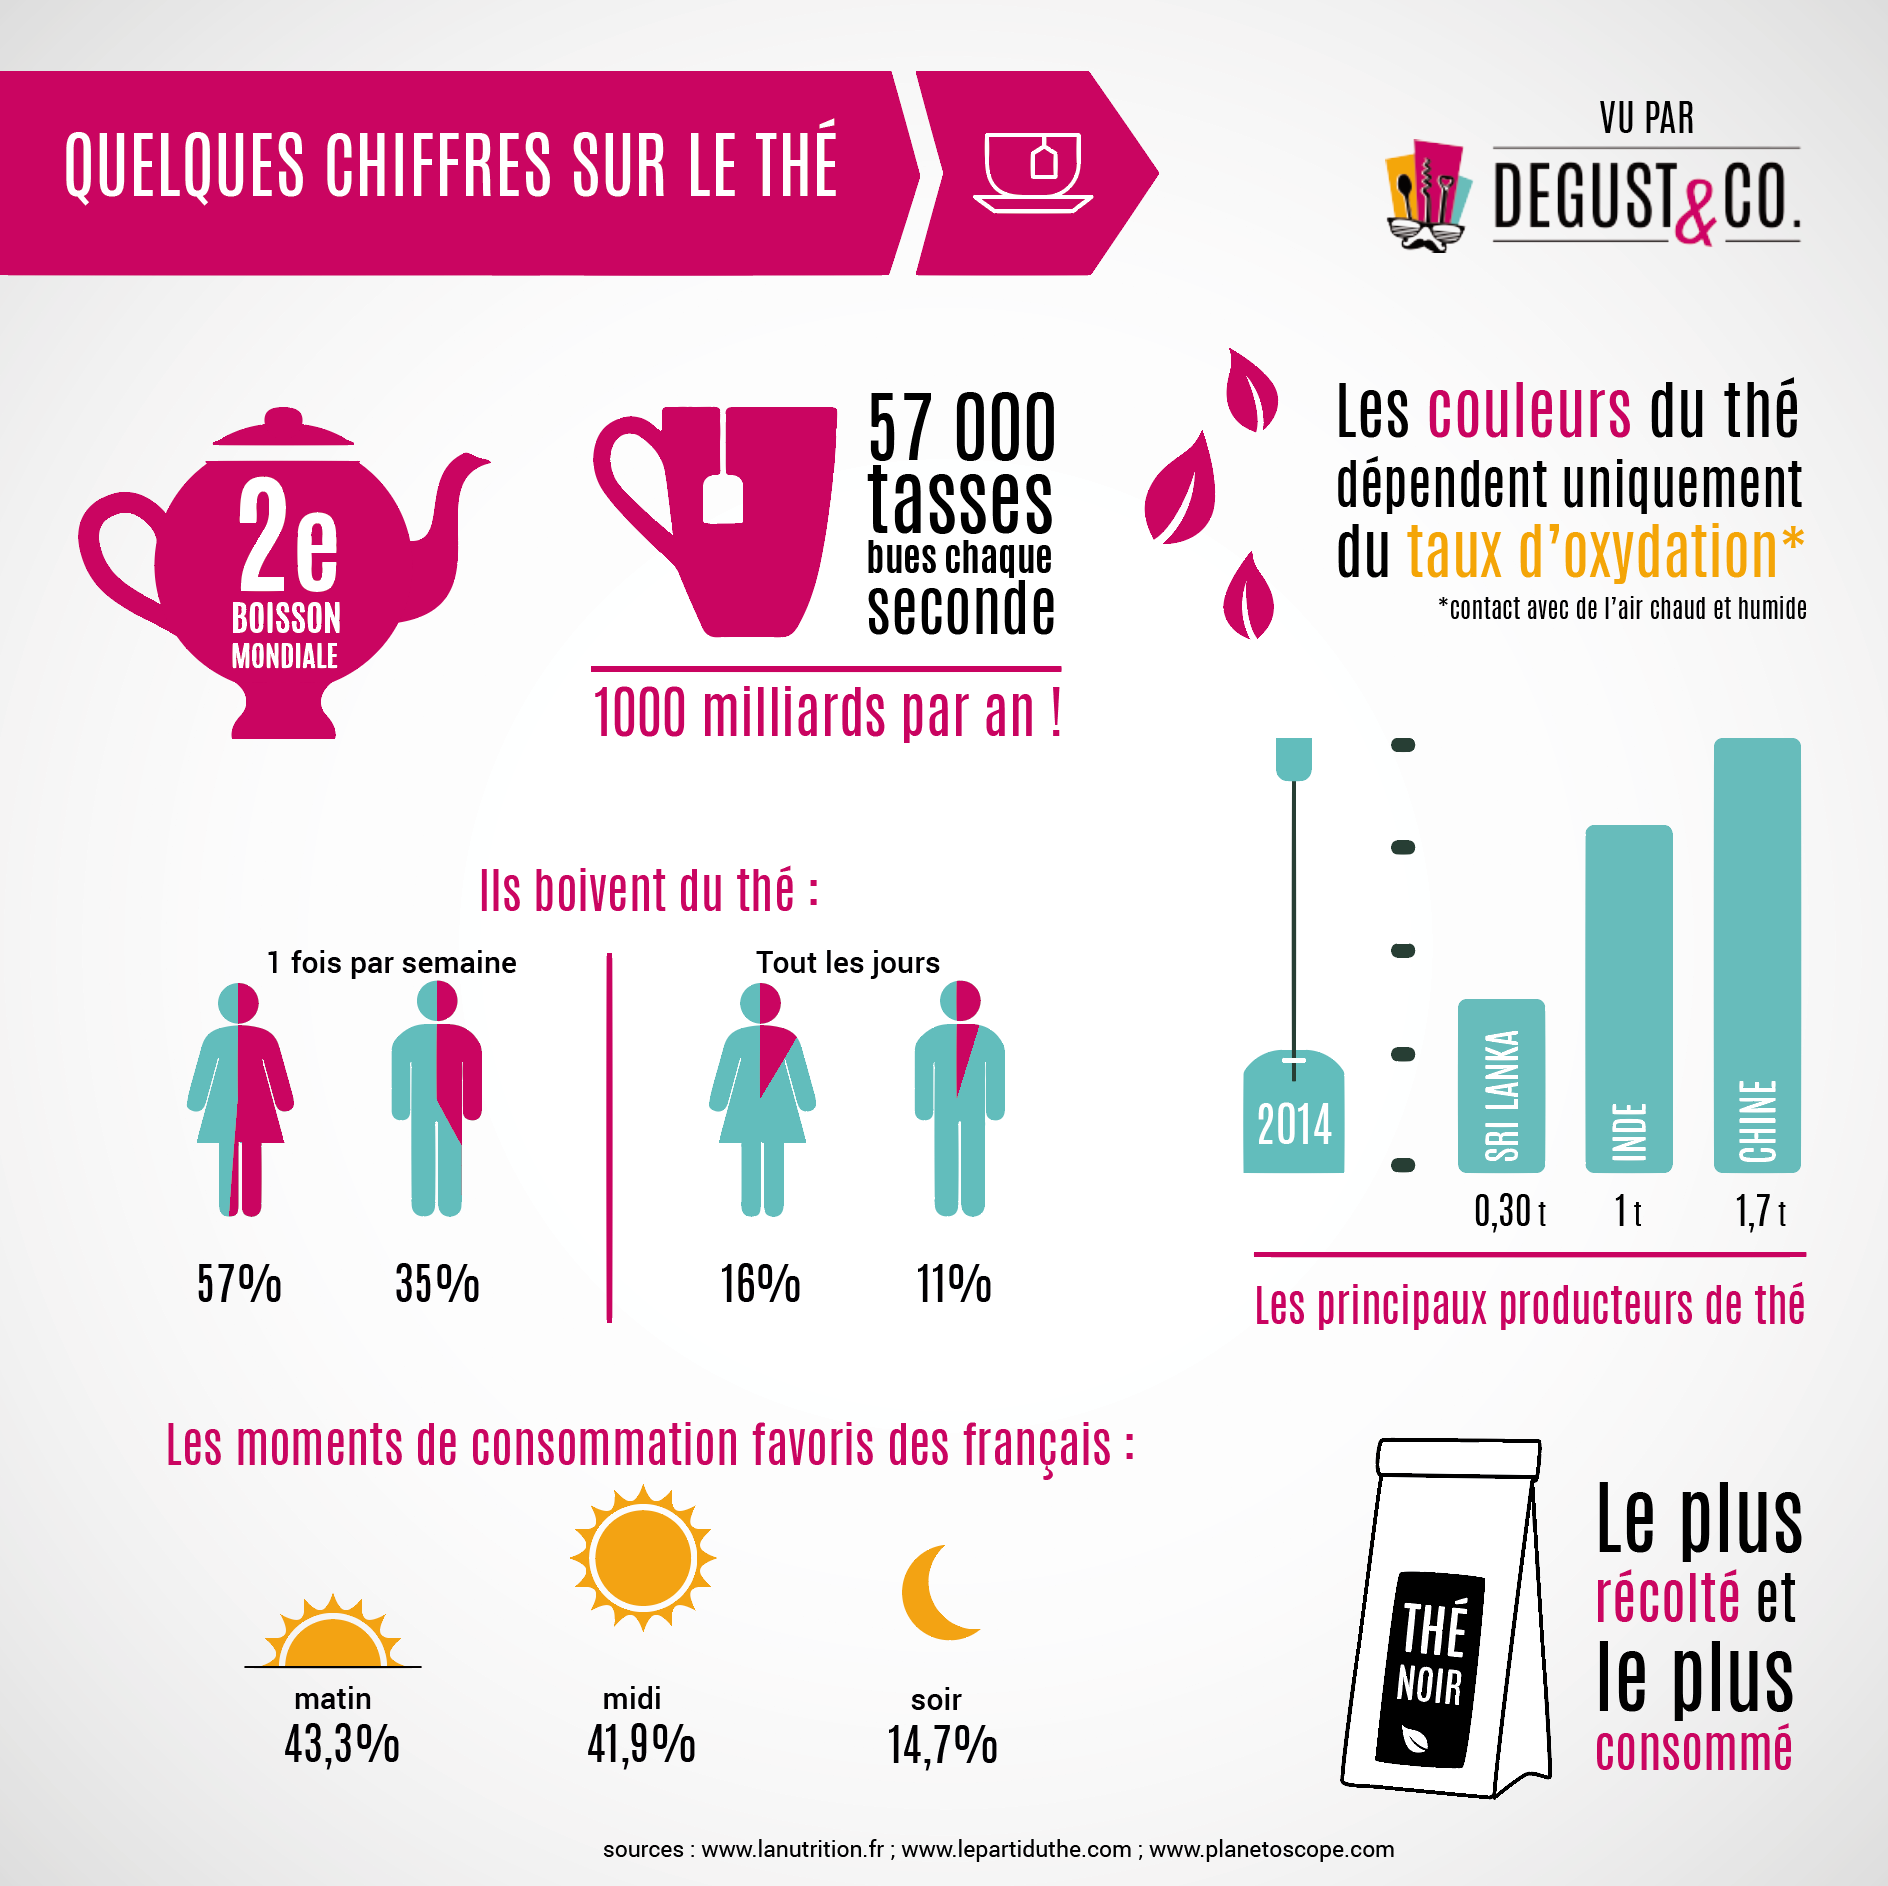 QUELQUES CHIFFRES SUR LE THÉ
VU PAR
DEGUST&CO.
2e
BOISSON
MONDIALE
57 000
tasses
bues chaque
seconde
1000 milliards par an !
Les couleurs du thé
dépendent uniquement
du taux d'oxydation*
*contact avec de l'air chaud et humide
Ils boivent du thé :
1 fois par semaine
Tout les jours
57%
35%
16%
11%
2014
SRI LANKA
INDE
CHINE
0,30 t
1 t
1,7 t
Les principaux producteurs de thé
Les moments de consommation favoris des français :
matin
43,3%
midi
41,9%
soir
14,7%
THÉ
NOIR
Le plus
récolté et
le plus
consommé
sources : www.lanutrition.fr ; www.lepartiduthe.com ; www.planetoscope.com